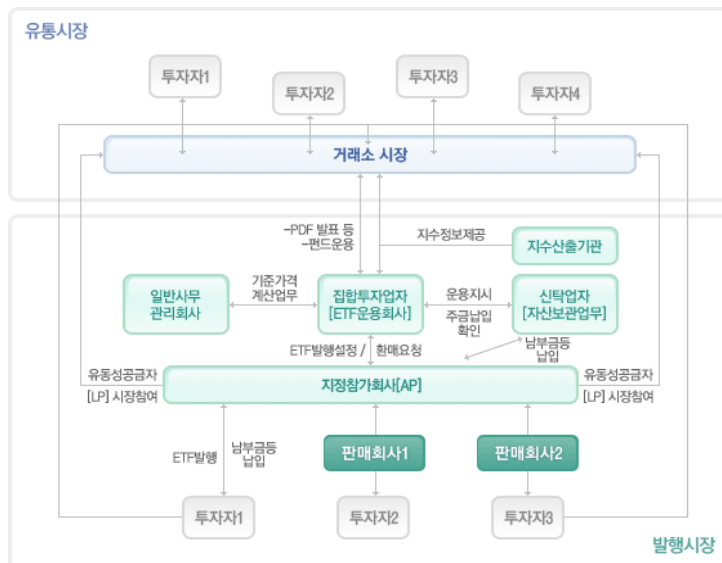 유통시장
투자자1
투자자2
투자자3
투자자4
거래소 시장
-PDF 발표 등
-펀드운용
지수정보제공
지수산출기관
일반사무
관리회사
기준가격
계산업무
집합투자업자
[ETF운용회사]
운용지시
주금납입
확인
신탁업자
[자산보관업무]
ETF발행설정 / 환매요청
납부금등
납입
유동성공급자
[LP] 시장참여
지정참가회사[AP]
유동성공급자
[LP] 시장참여
ETF발행
납부금등
납입
판매회사1
판매회사2
투자자1
투자자2
투자자3
발행시장